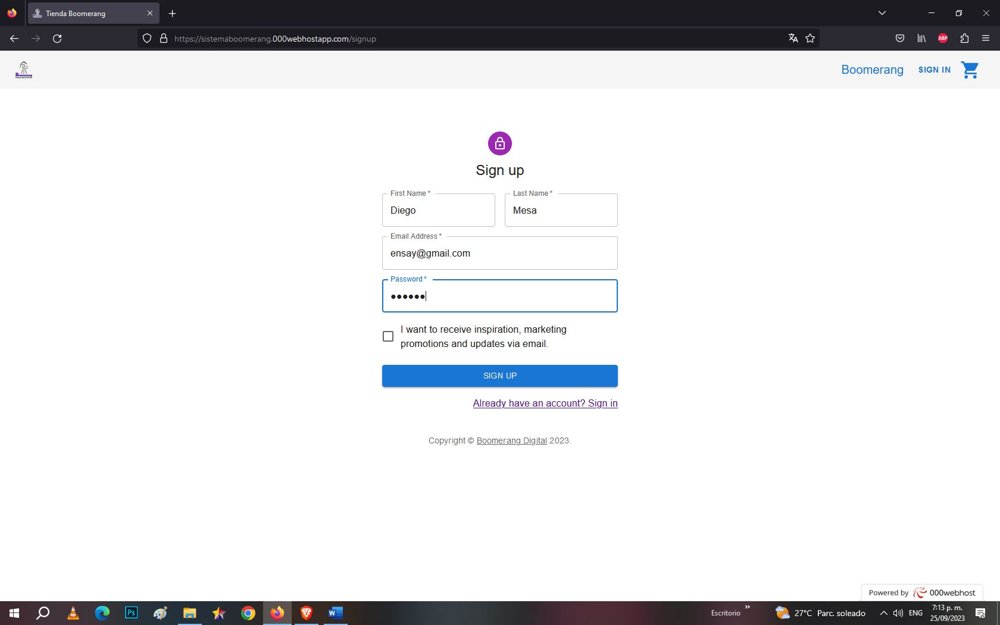 Tienda Boomerang
https://sistemaboomerang.000webhostapp.com/signup
ABP
Boomerang
Boomerang
SIGN IN
Sign up
First Name *
Last Name *
Diego
Mesa
Email Address *
ensay@gmail.com
Password *
●●●●●●
I want to receive inspiration, marketing
promotions and updates via email.
SIGN UP
Already have an account? Sign in
Copyright © Boomerang Digital 2023.
Powered by 000webhost
Ps
W
Escritorio
»
27°C Parc. soleado
ENG
7:13 p. m.
25/09/2023